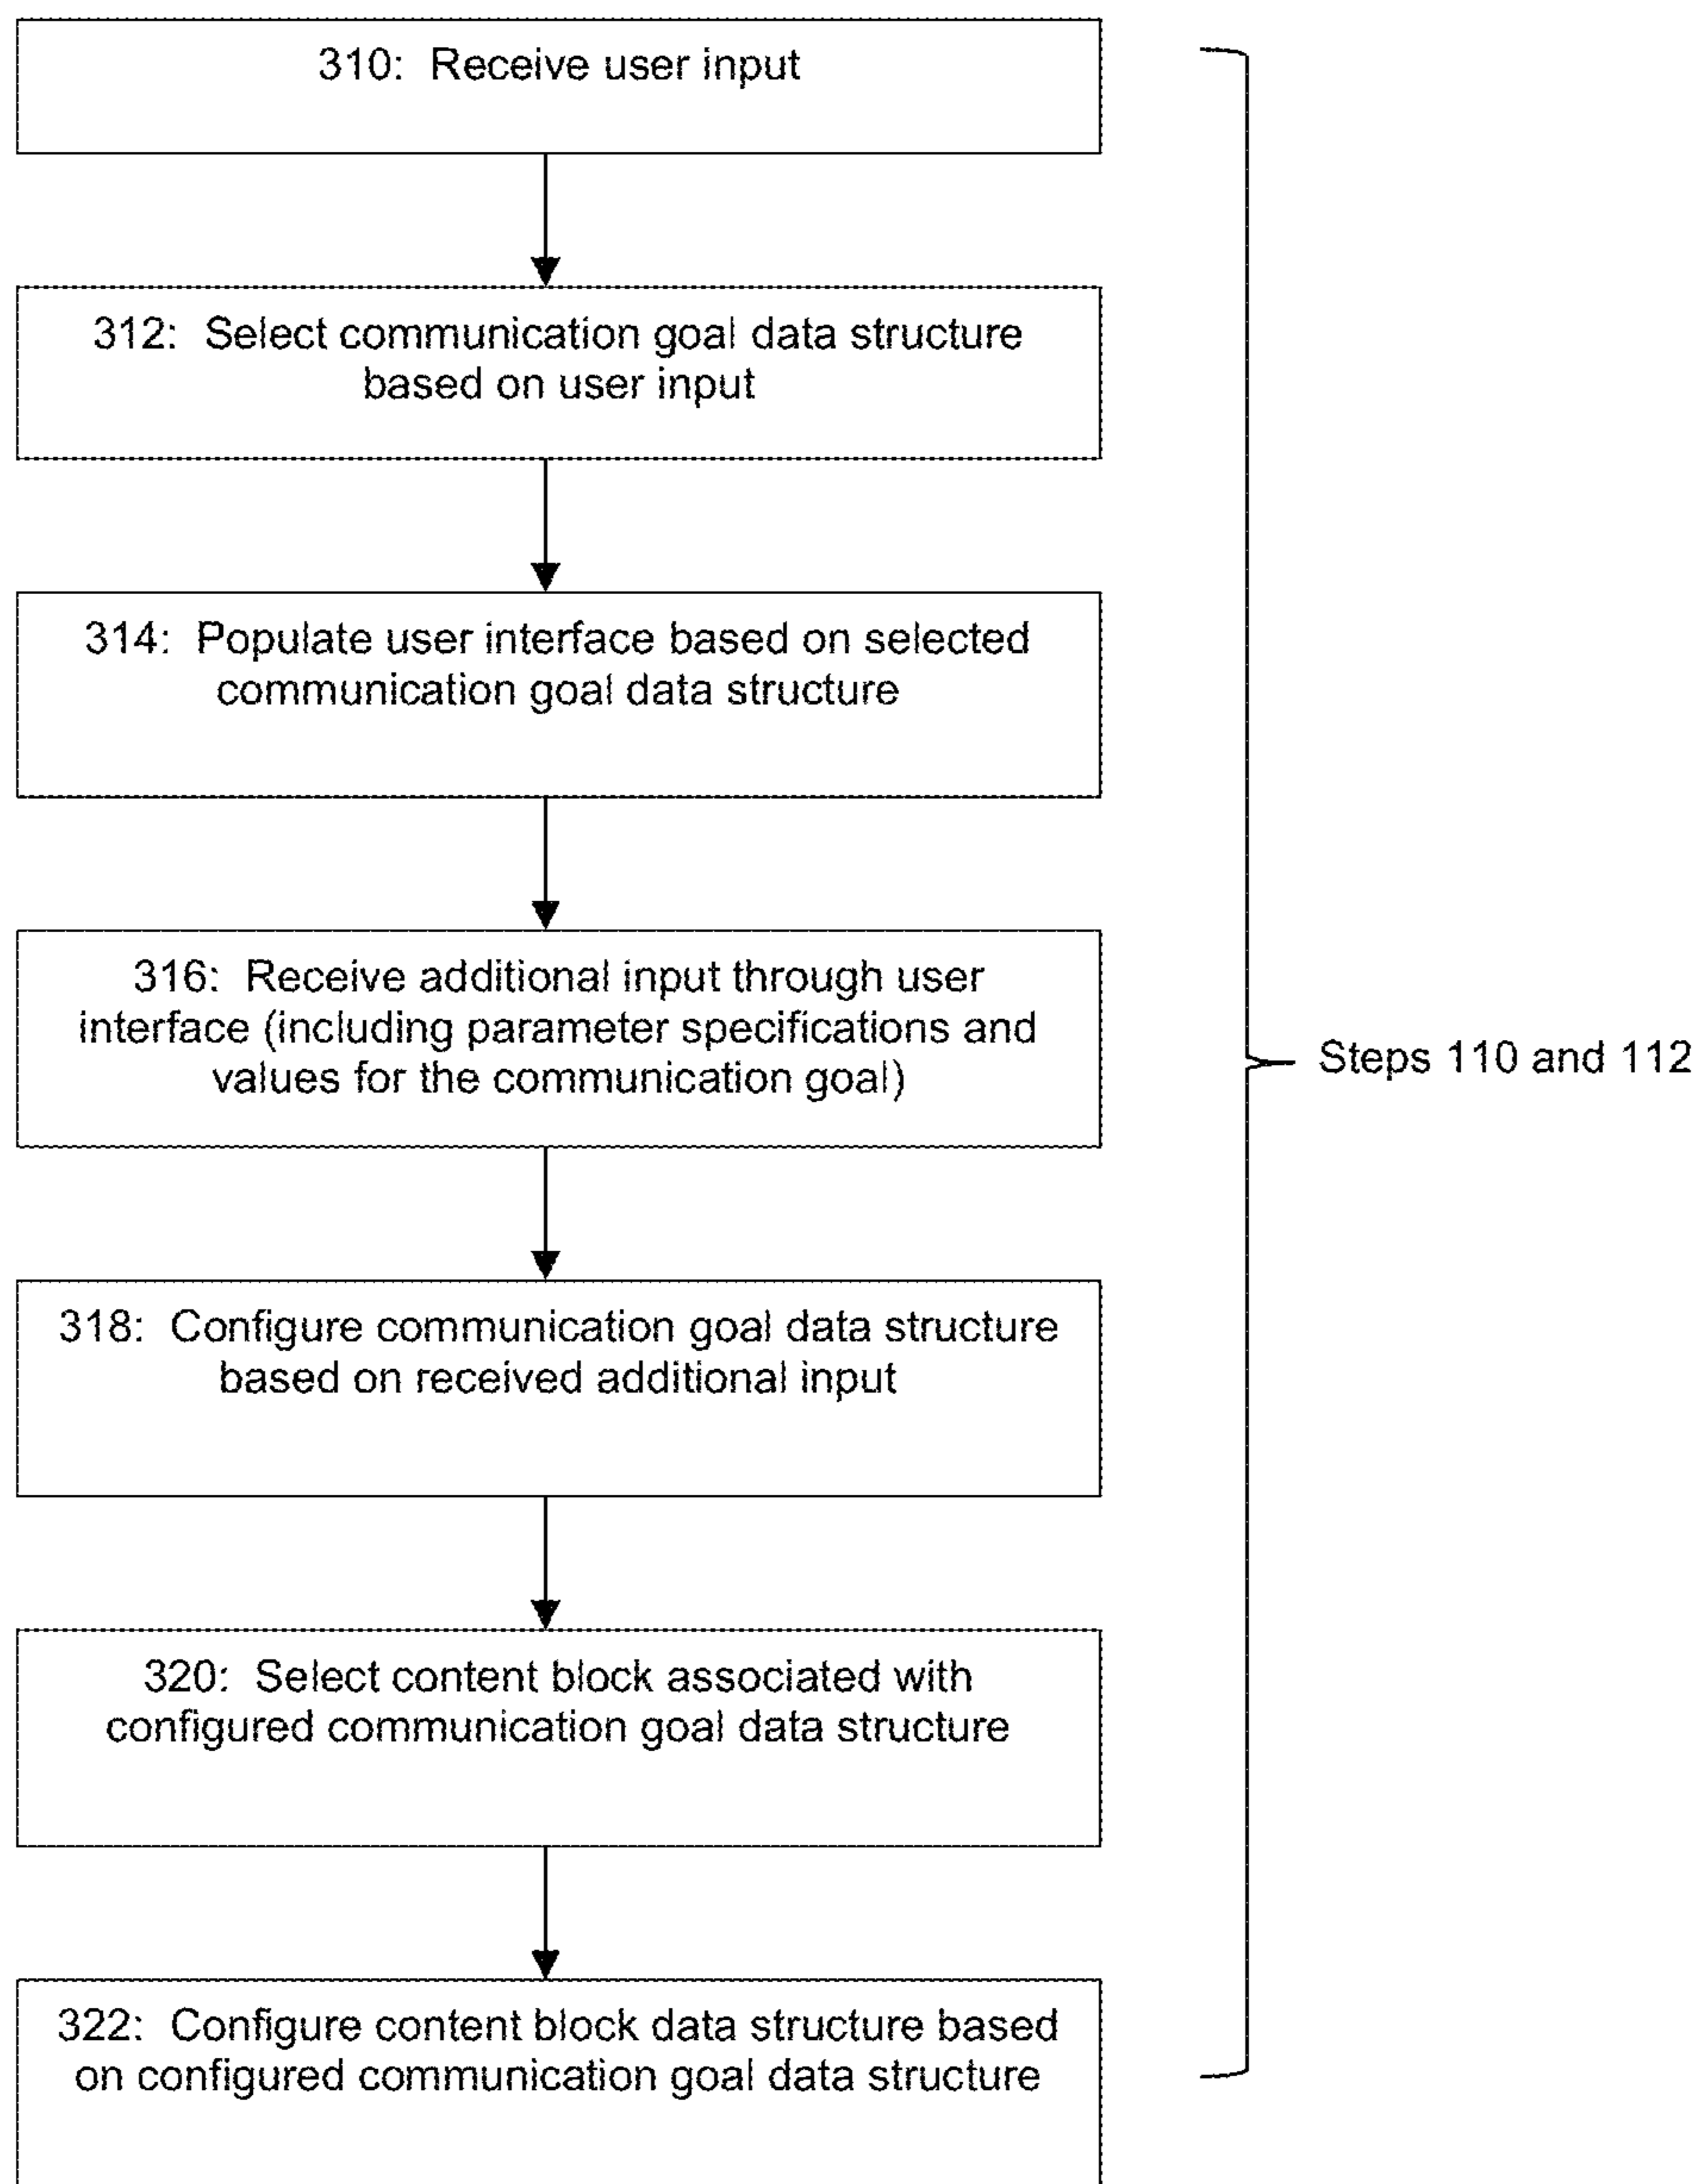 310: Receive user input
312: Select communication goal data structure
based on user input
314: Populate user interface based on selected
communication goal data structure
316: Receive additional input through user
interface (including parameter specifications and
values for the communication goal)
Steps 110 and 112
318: Configure communication goal data structure
based on received additional input
320: Select content block associated with
configured communication goal data structure
322: Configure content block data structure based
on configured communication goal data structure